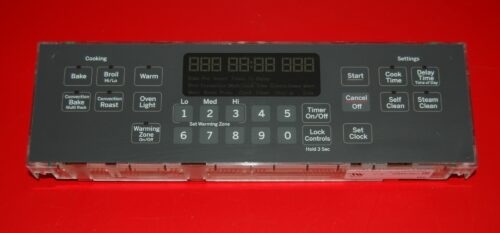 Cooking
Settings
Bake
Broil
Hi/Lo
Warm
Start
Cook
Time
Delay
Time
Time of Day
Convection
Bake
Multi Rack
Convection
Roast
Oven
Light
Lo Med Hi
1 2 3 4 5
Timer
On/Off
Cancel
Off
Self
Clean
Steam
Clean
Set Warming Zone
Warming
Zone
On/Off
6 7 8 9 0
Lock
Controls
Hold 3 Sec
Set
Clock